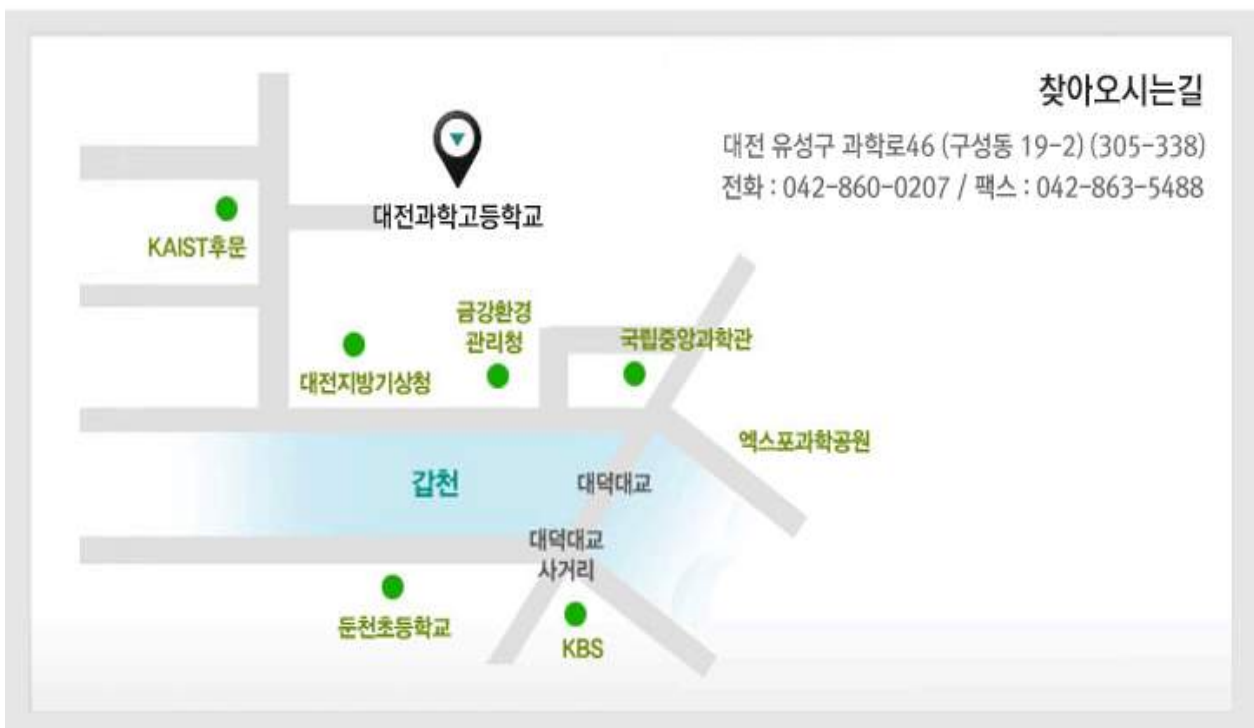 찾아오시는길
대전 유성구 과학로46 (구성동 19-2) (305-338)
전화 : 042-860-0207 / 팩스 : 042-863-5488
대전과학고등학교
KAIST후문
금강환경
관리청
국립중앙과학관
대전지방기상청
엑스포과학공원
갑천
대덕대교
대덕대교
사거리
둔천초등학교
KBS